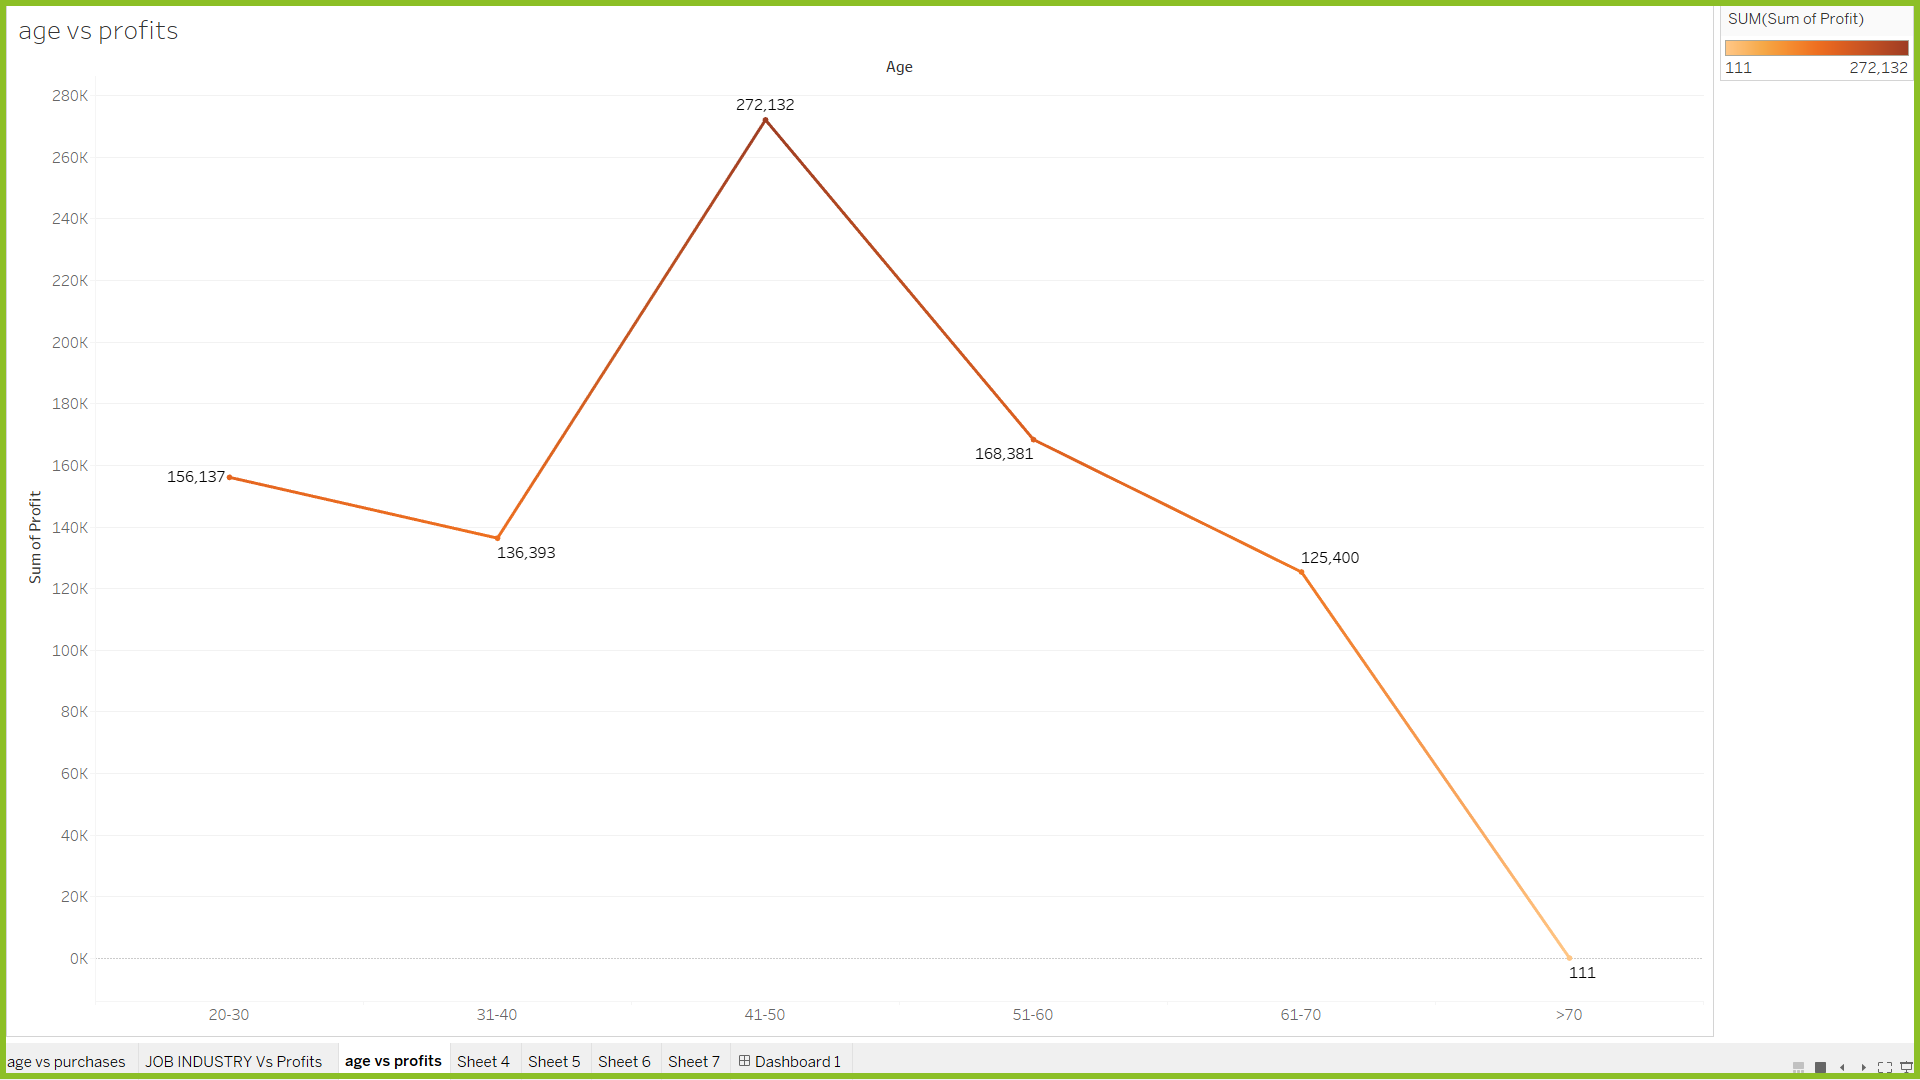 age vs profits
SUM(Sum of Profit)
111 272,132
Age
280K
260K
240K
220K
200K
180K
160K
140K
120K
100K
80K
60K
40K
20K
0K
Sum of Profit
272,132
156,137
136,393
168,381
125,400
111
20-30 31-40 41-50 51-60 61-70 >70
age vs purchases JOB INDUSTRY Vs Profits age vs profits Sheet 4 Sheet 5 Sheet 6 Sheet 7 Dashboard 1